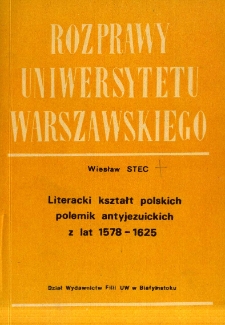 ROZPRAWY
UNIWERSYTETU
WARSZAWSKIEGO
Wiesław STEC
Literacki kształt polskich
polemik antyjezuickich
z lat 1578-1625
Dział Wydawnictw Filii UW w Białymstoku